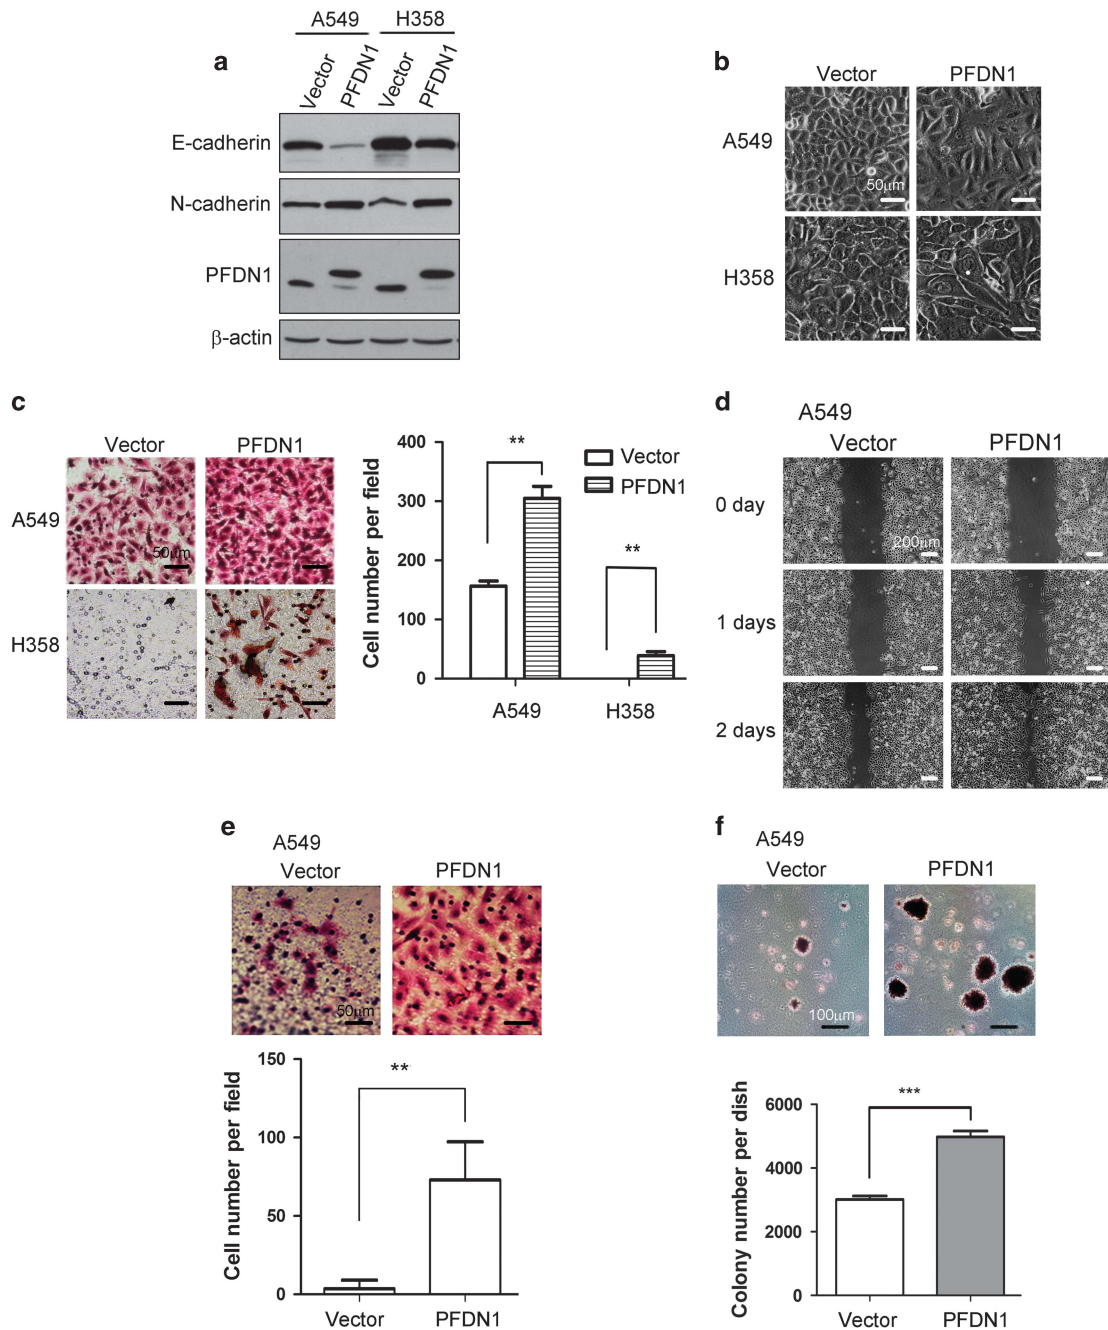 a
A549 H358
Vector PFDN1 Vector PFDN1
E-cadherin
N-cadherin
PFDN1
β-actin
b
Vector PFDN1
A549
50μm
H358
c
Vector PFDN1
A549
50μm
H358
Cell number per field
400
300
200
100
0
**
**
Vector
PFDN1
A549 H358
d
A549
Vector PFDN1
0 day
200μm
1 days
2 days
e
A549
Vector PFDN1
50μm
Cell number per field
150
100
50
0
**
Vector PFDN1
f
A549
Vector PFDN1
100μm
Colony number per dish
6000
4000
2000
0
***
Vector PFDN1